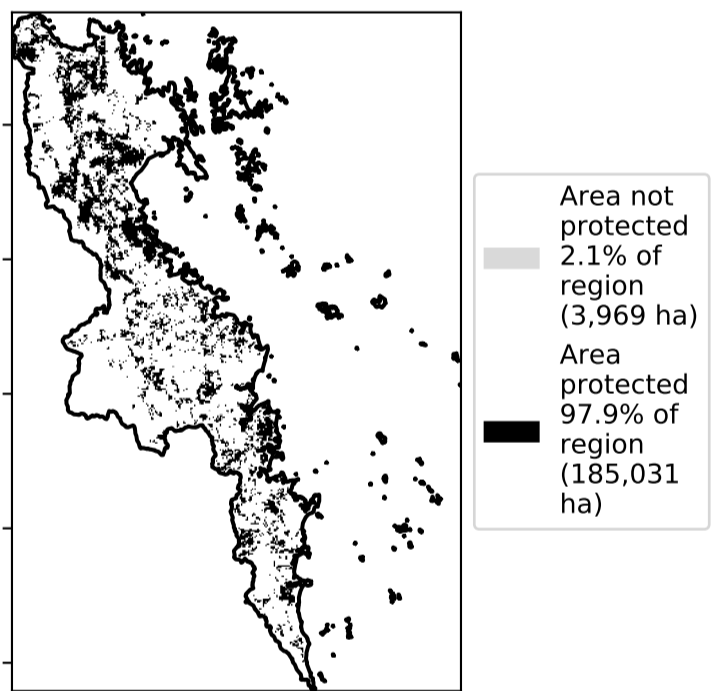 Area not
protected
2.1% of
region
(3,969 ha)
Area
protected
97.9% of
region
(185,031
ha)